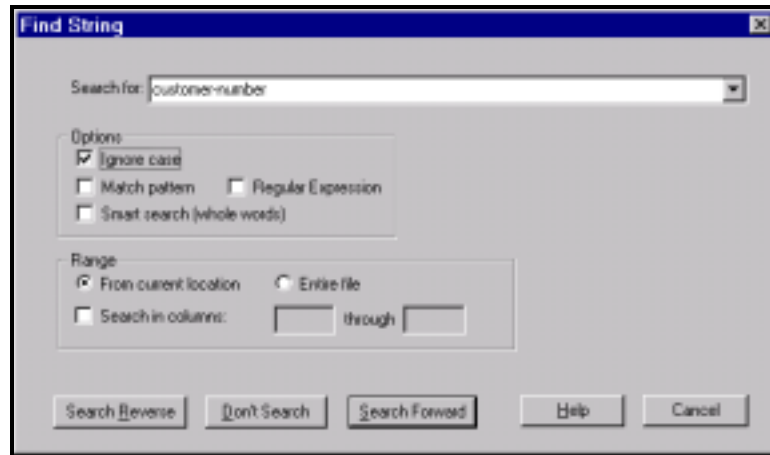 Find String
Search for: customer-number
Options
Ignore case
Match pattern Regular Expression
Smart search (whole words)
Range
From current location Entire file
Search in columns: through
Search Reverse Don't Search Search Forward Help Cancel